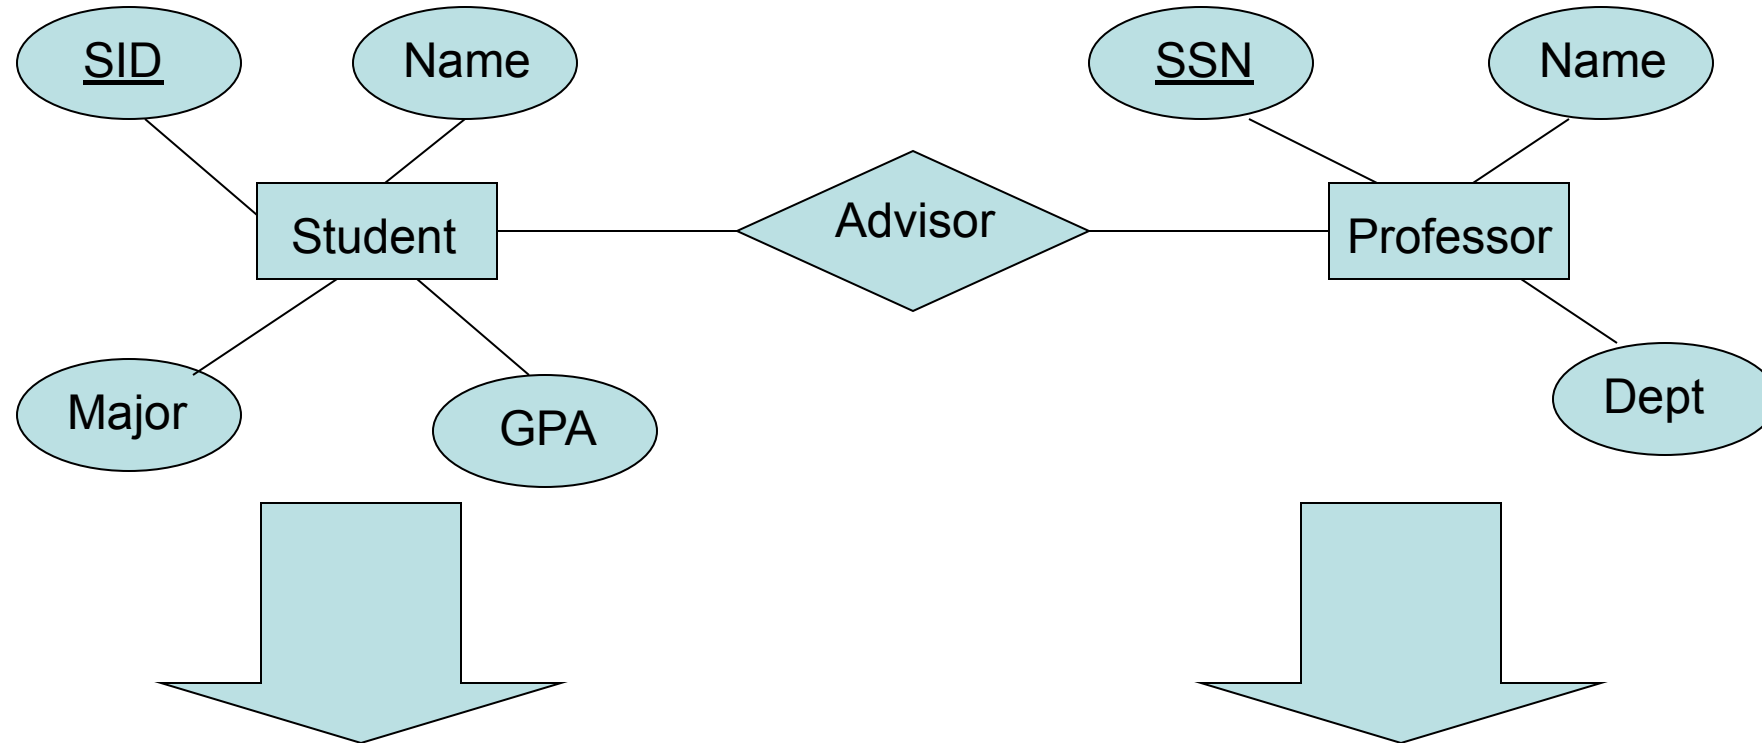 SID
Name
SSN
Name
Student
Advisor
Professor
Major
GPA
Dept